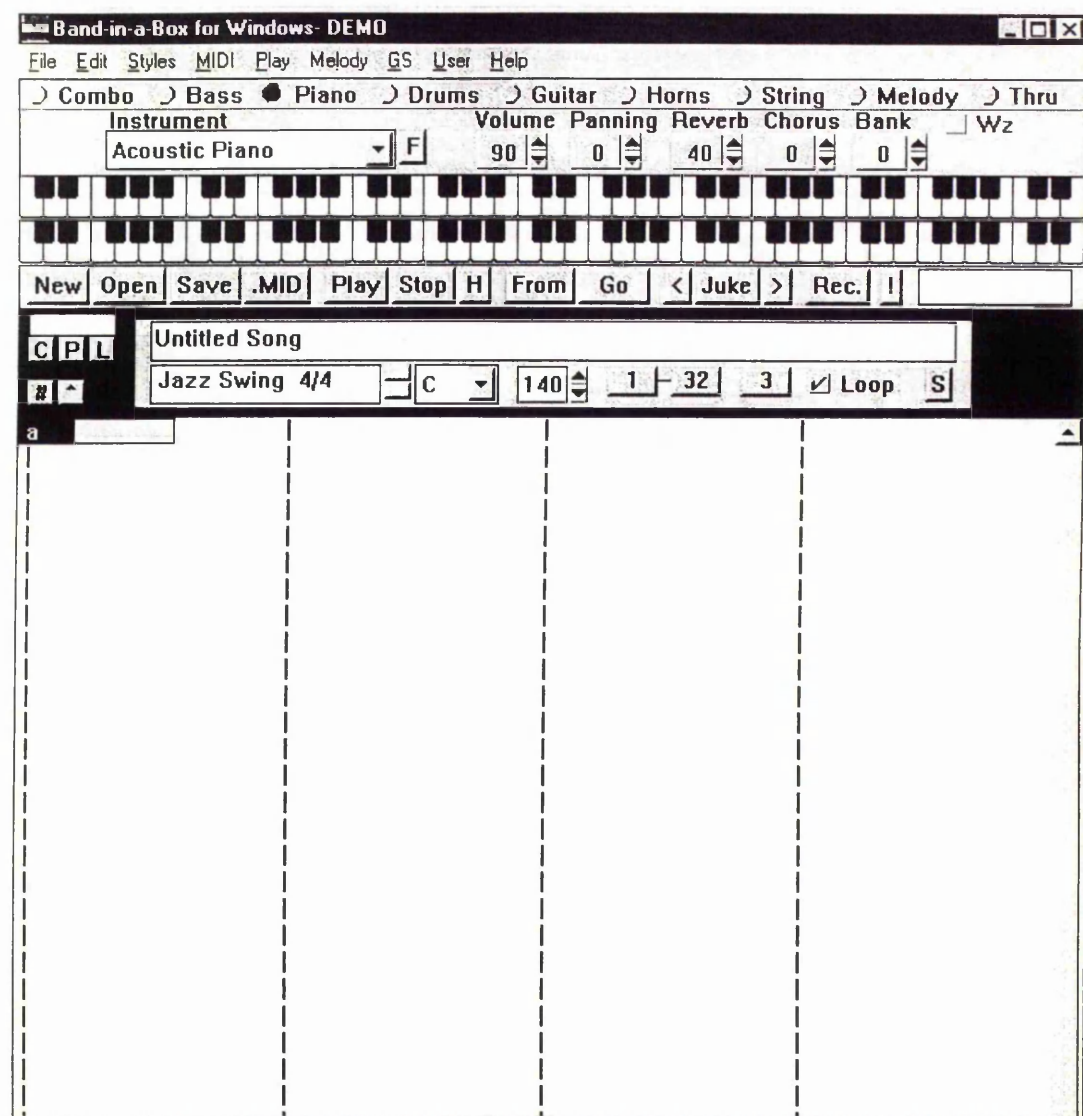 Band-in-a-Box for Windows- DEMO
File Edit Styles MIDI Play Melody GS User Help
Combo Bass Piano Drums Guitar Horns String Melody Thru
Instrument Volume Panning Reverb Chorus Bank Wz
Acoustic Piano F 90 0 40 0 0
New Open Save .MID Play Stop H From Go < Juke > Rec. !
Untitled Song
C P L
Jazz Swing 4/4 C 140 1 - 32 3 Loop S
#
a